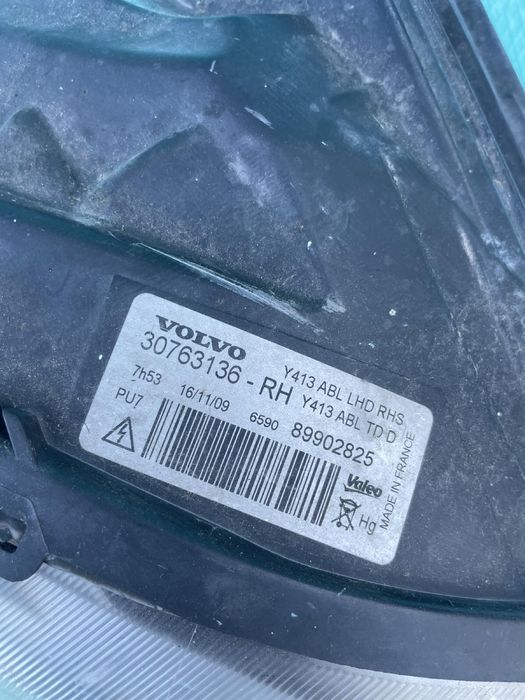 VOLVO
30763136 - RH
Y413 ABL LHD RHS
Y413 ABL TD D
7h53 16/11/09 6590 89902825
PU7
Valeo
Hg
MADE IN FRANCE